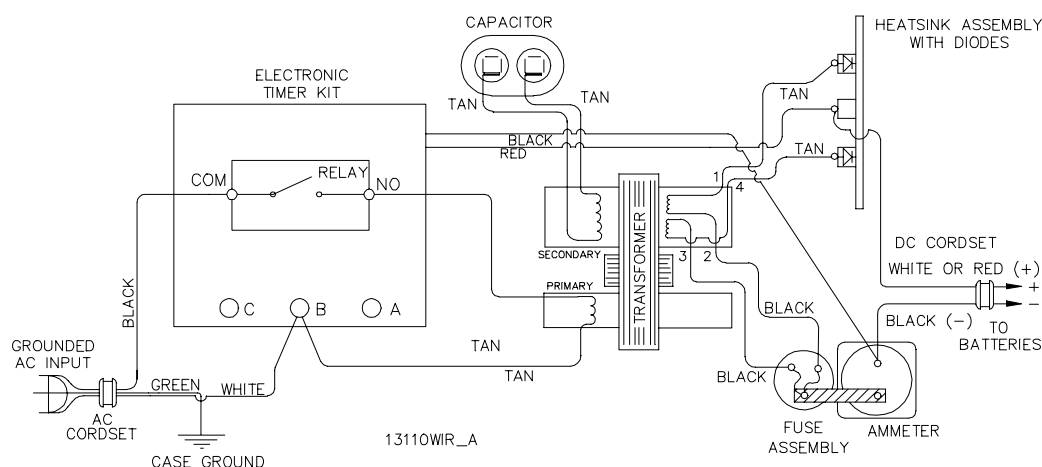 CAPACITOR
HEATSINK ASSEMBLY
WITH DIODES
ELECTRONIC
TIMER KIT
TAN
TAN
TAN
BLACK
RED
TAN
COM
RELAY
NO
1
4
SECONDARY
TRANSFORMER
3
2
PRIMARY
DC CORDSET
WHITE OR RED (+)
+
−
BLACK (−)
TO
BATTERIES
BLACK
C
B
A
BLACK
GROUNDED
AC INPUT
TAN
TAN
BLACK
GREEN
WHITE
AC
CORDSET
CASE GROUND
13110WIR_A
FUSE
ASSEMBLY
AMMETER